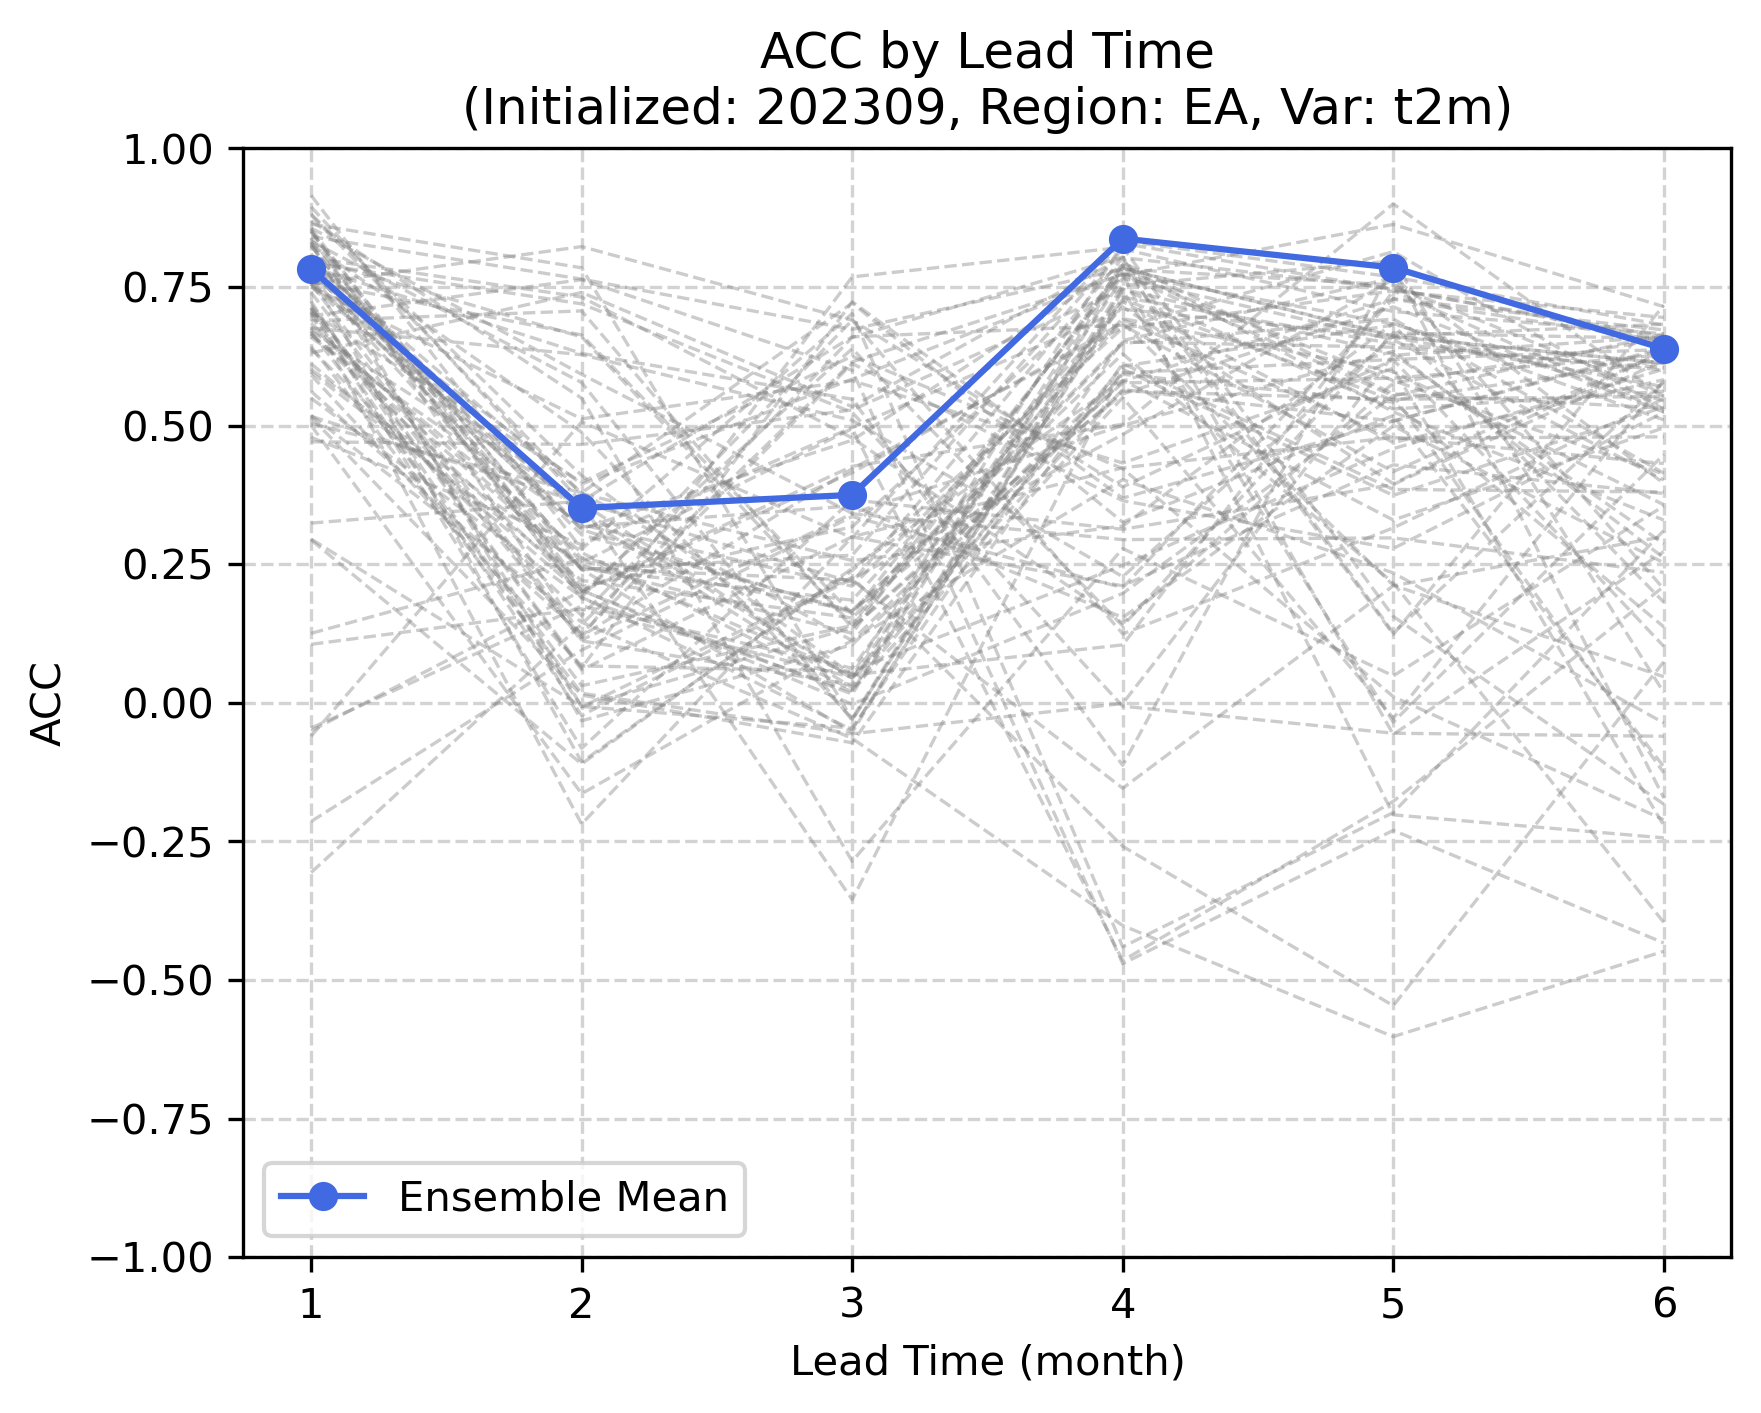 ACC by Lead Time
(Initialized: 202309, Region: EA, Var: t2m)
1.00
0.75
0.50
0.25
0.00
−0.25
−0.50
−0.75
−1.00
ACC
Ensemble Mean
1 2 3 4 5 6
Lead Time (month)